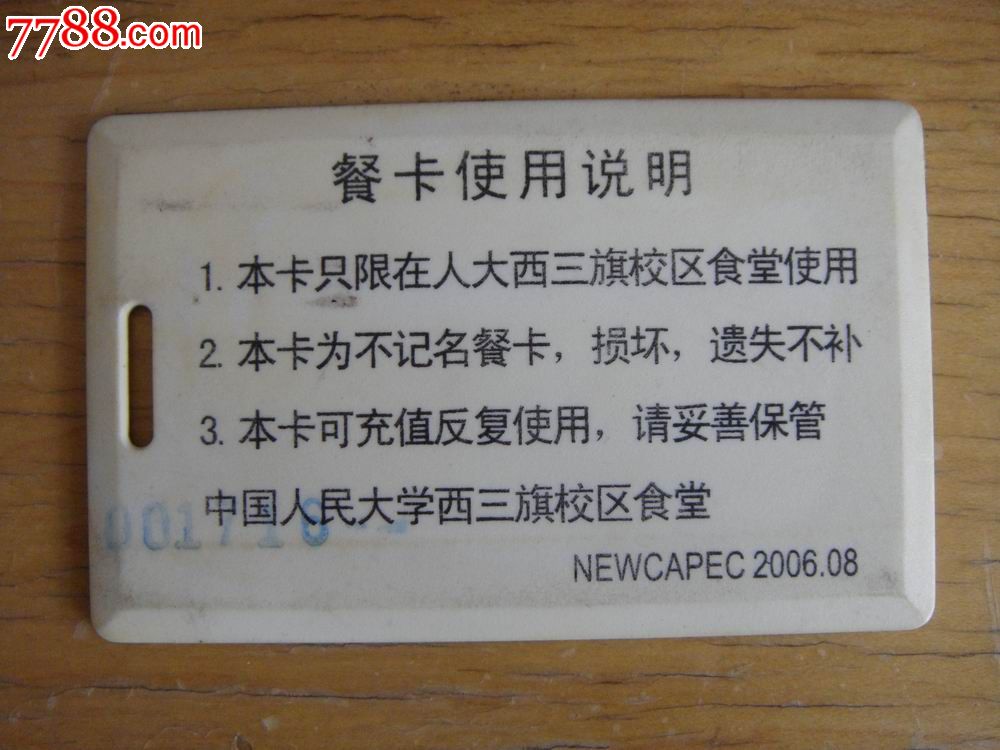 7788.com
餐卡使用说明
1. 本卡只限在人大西三旗校区食堂使用
2. 本卡为不记名餐卡，损坏，遗失不补
3. 本卡可充值反复使用，请妥善保管
中国人民大学西三旗校区食堂
NEWCAPEC 2006.08